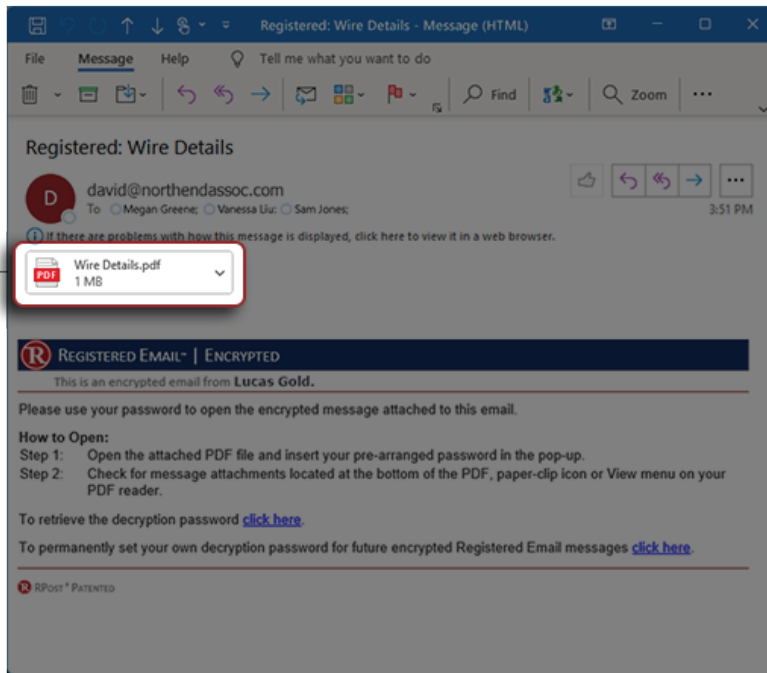 Registered: Wire Details - Message (HTML)
File Message Help Tell me what you want to do
Find Zoom
Registered: Wire Details
D
david@northendassoc.com
To Megan Greene; Vanessa Liu: Sam Jones;
3:51 PM
If there are problems with how this message is displayed, click here to view it in a web browser.
PDF
Wire Details.pdf
1 MB
R REGISTERED EMAIL™ | ENCRYPTED
This is an encrypted email from Lucas Gold.
Please use your password to open the encrypted message attached to this email.
How to Open:
Step 1: Open the attached PDF file and insert your pre-arranged password in the pop-up.
Step 2: Check for message attachments located at the bottom of the PDF, paper-clip icon or View menu on your
PDF reader.
To retrieve the decryption password click here.
To permanently set your own decryption password for future encrypted Registered Email messages click here.
R RPOST® PATENTED